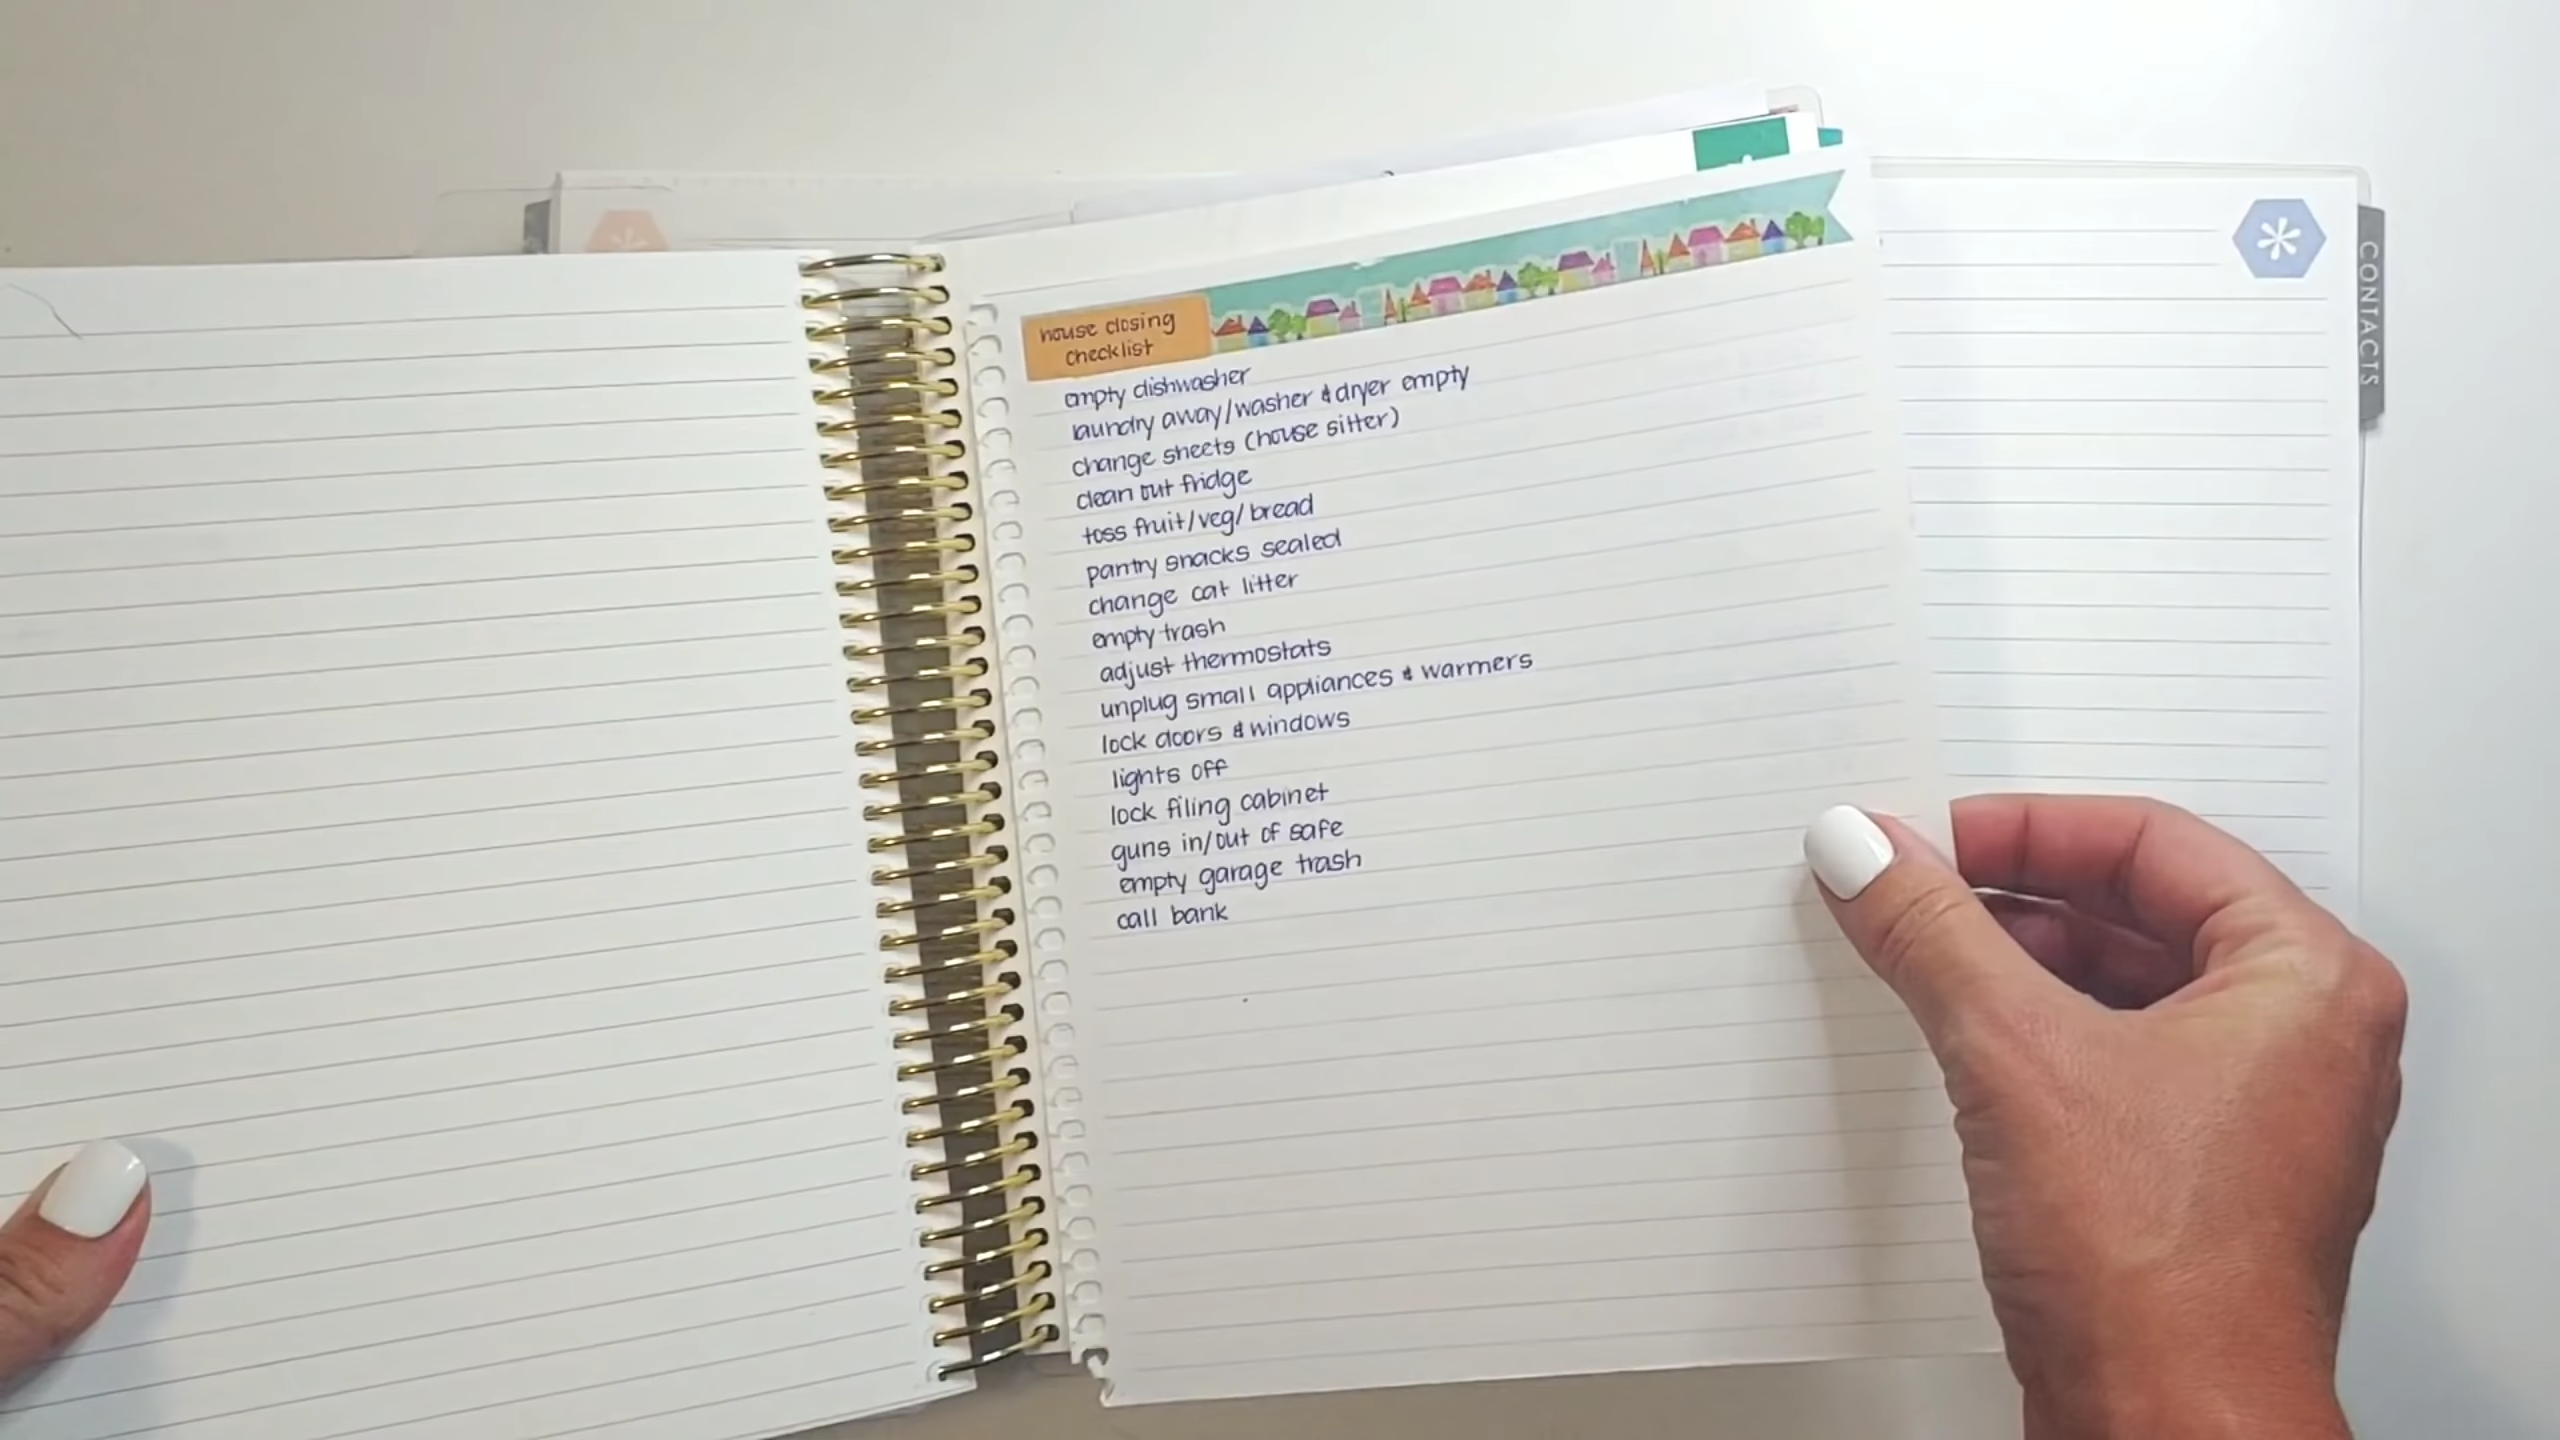 house closing
checklist
empty dishwasher
laundry away/washer & dryer empty
change sheets (house sitter)
clean out fridge
toss fruit/veg/bread
pantry snacks sealed
change cat litter
empty trash
adjust thermostats
unplug small appliances & warmers
lock doors & windows
lights off
lock filing cabinet
guns in/out of safe
empty garage trash
call bank
CONTACTS